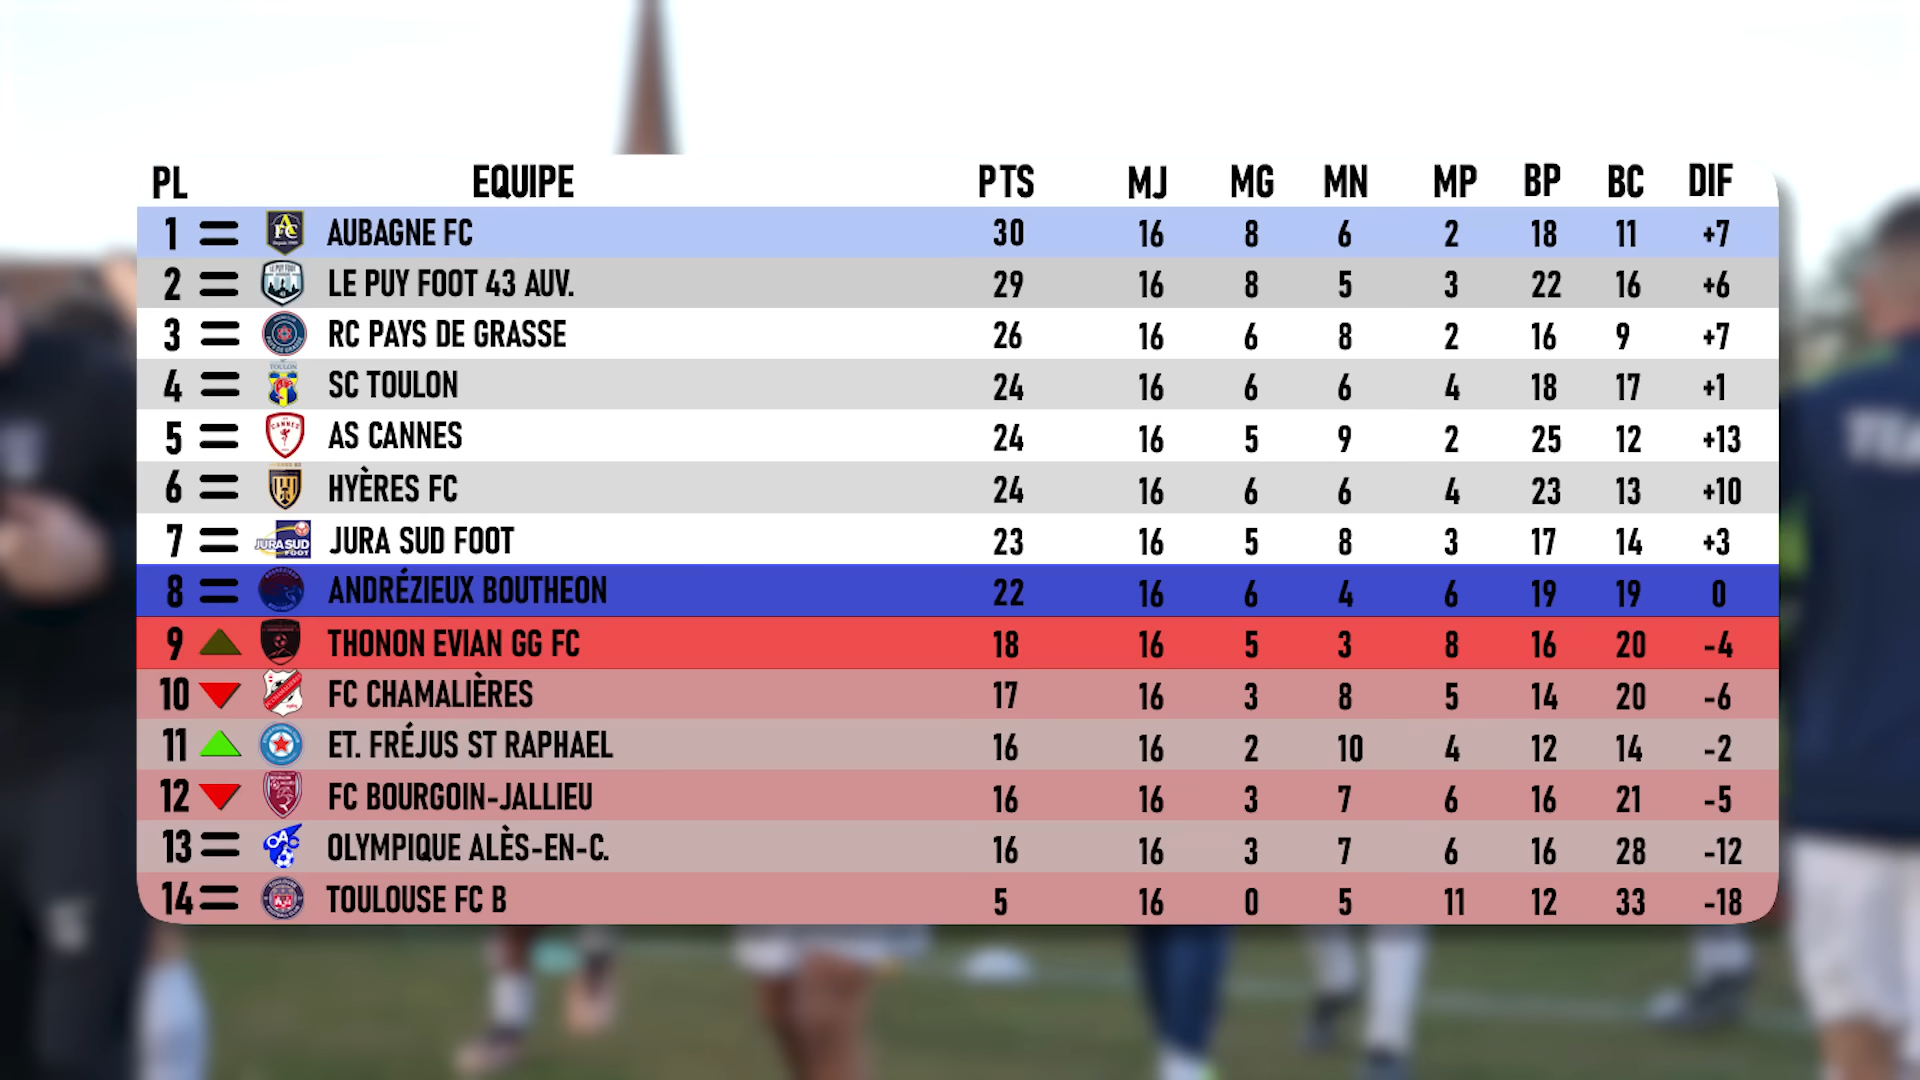 PL EQUIPE PTS MJ MG MN MP BP BC DIF
1 = AUBAGNE FC 30 16 8 6 2 18 11 +7
2 = LE PUY FOOT 43 AUV. 29 16 8 5 3 22 16 +6
3 = RC PAYS DE GRASSE 26 16 6 8 2 16 9 +7
4 = SC TOULON 24 16 6 6 4 18 17 +1
5 = AS CANNES 24 16 5 9 2 25 12 +13
6 = HYÈRES FC 24 16 6 6 4 23 13 +10
7 = JURA SUD FOOT 23 16 5 8 3 17 14 +3
8 = ANDRÉZIEUX BOUTHEON 22 16 6 4 6 19 19 0
9 THONON EVIAN GG FC 18 16 5 3 8 16 20 -4
10 FC CHAMALIÈRES 17 16 3 8 5 14 20 -6
11 ET. FRÉJUS ST RAPHAEL 16 16 2 10 4 12 14 -2
12 FC BOURGOIN-JALLIEU 16 16 3 7 6 16 21 -5
13 = OLYMPIQUE ALÈS-EN-C. 16 16 3 7 6 16 28 -12
14 = TOULOUSE FC B 5 16 0 5 11 12 33 -18